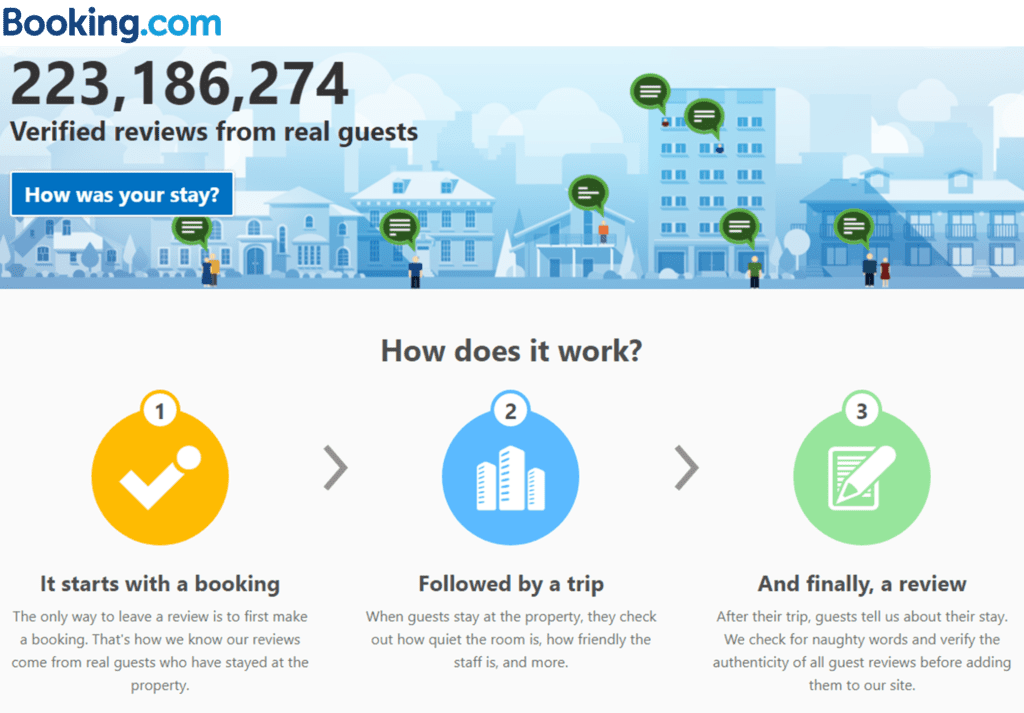 Booking.com
223,186,274
Verified reviews from real guests
How was your stay?
How does it work?
1
2
3
It starts with a booking
The only way to leave a review is to first make
a booking. That's how we know our reviews
come from real guests who have stayed at the
property.
Followed by a trip
When guests stay at the property, they check
out how quiet the room is, how friendly the
staff is, and more.
And finally, a review
After their trip, guests tell us about their stay.
We check for naughty words and verify the
authenticity of all guest reviews before adding
them to our site.